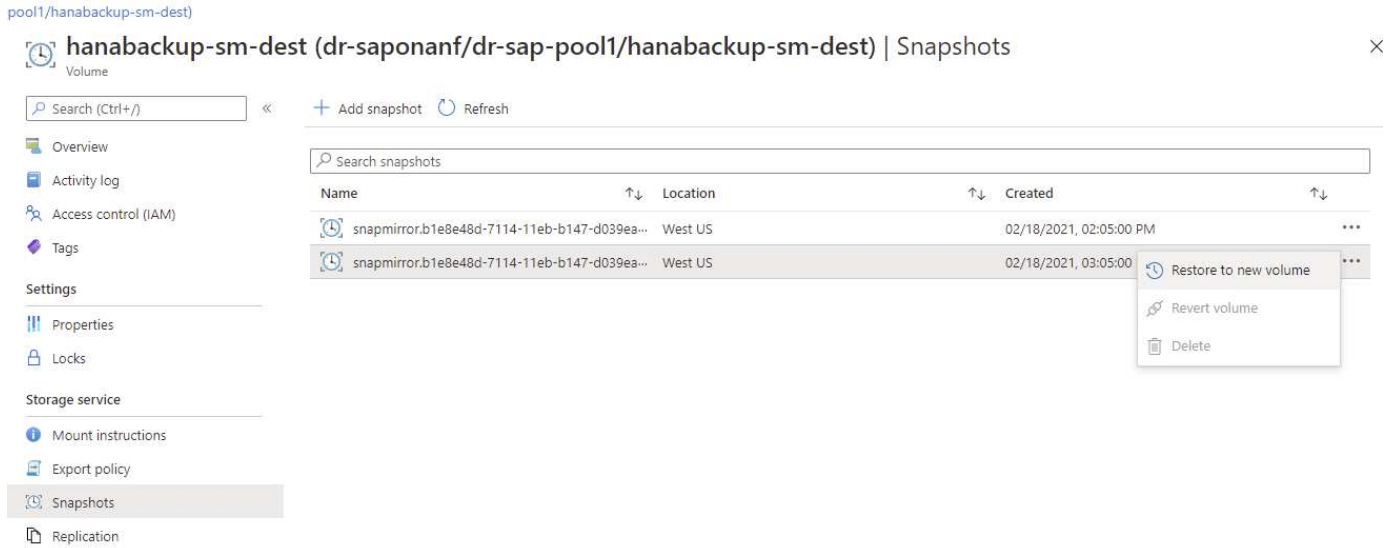 pool1/hanabackup-sm-dest)
hanabackup-sm-dest (dr-saponanf/dr-sap-pool1/hanabackup-sm-dest) | Snapshots
Volume
Search (Ctrl+/)
Add snapshot Refresh
Overview
Activity log
Access control (IAM)
Tags
Settings
Properties
Locks
Storage service
Mount instructions
Export policy
Snapshots
Replication
Search snapshots
Name Location Created
snapmirror.b1e8e48d-7114-11eb-b147-d039ea··· West US 02/18/2021, 02:05:00 PM
snapmirror.b1e8e48d-7114-11eb-b147-d039ea··· West US 02/18/2021, 03:05:00
Restore to new volume
Revert volume
Delete